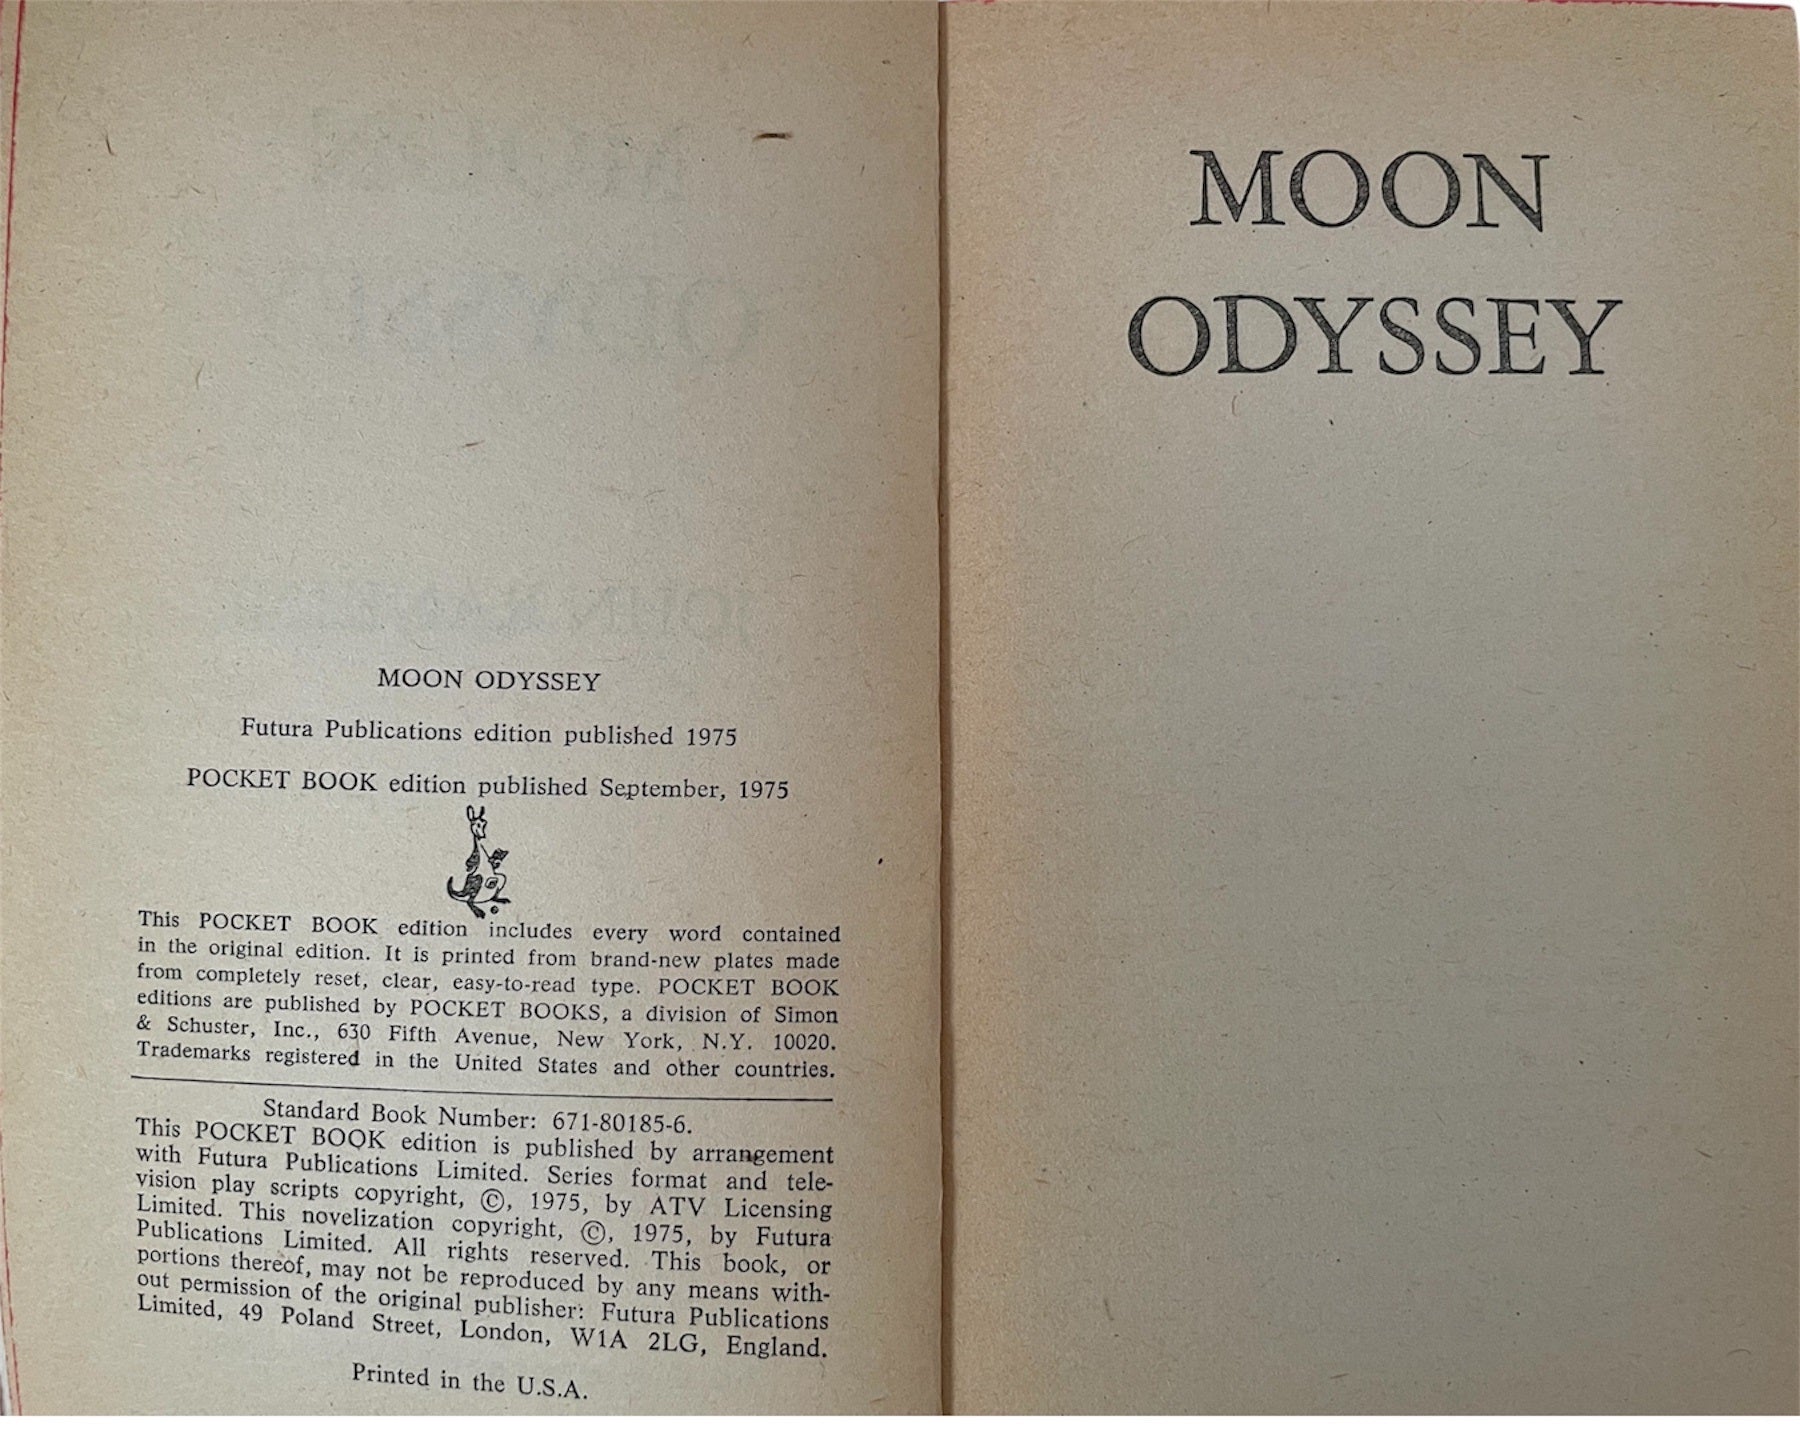 MOON ODYSSEY
Futura Publications edition published 1975
POCKET BOOK edition published September, 1975
This POCKET BOOK edition includes every word contained
in the original edition. It is printed from brand-new plates made
from completely reset, clear, easy-to-read type. POCKET BOOK
editions are published by POCKET BOOKS, a division of Simon
& Schuster, Inc., 630 Fifth Avenue, New York, N.Y. 10020.
Trademarks registered in the United States and other countries.
Standard Book Number: 671-80185-6.
This POCKET BOOK edition is published by arrangement
with Futura Publications Limited. Series format and tele-
vision play scripts copyright, ©, 1975, by ATV Licensing
Limited. This novelization copyright, ©, 1975, by Futura
Publications Limited. All rights reserved. This book, or
portions thereof, may not be reproduced by any means with-
out permission of the original publisher: Futura Publications
Limited, 49 Poland Street, London, W1A 2LG, England.
Printed in the U.S.A.
MOON
ODYSSEY